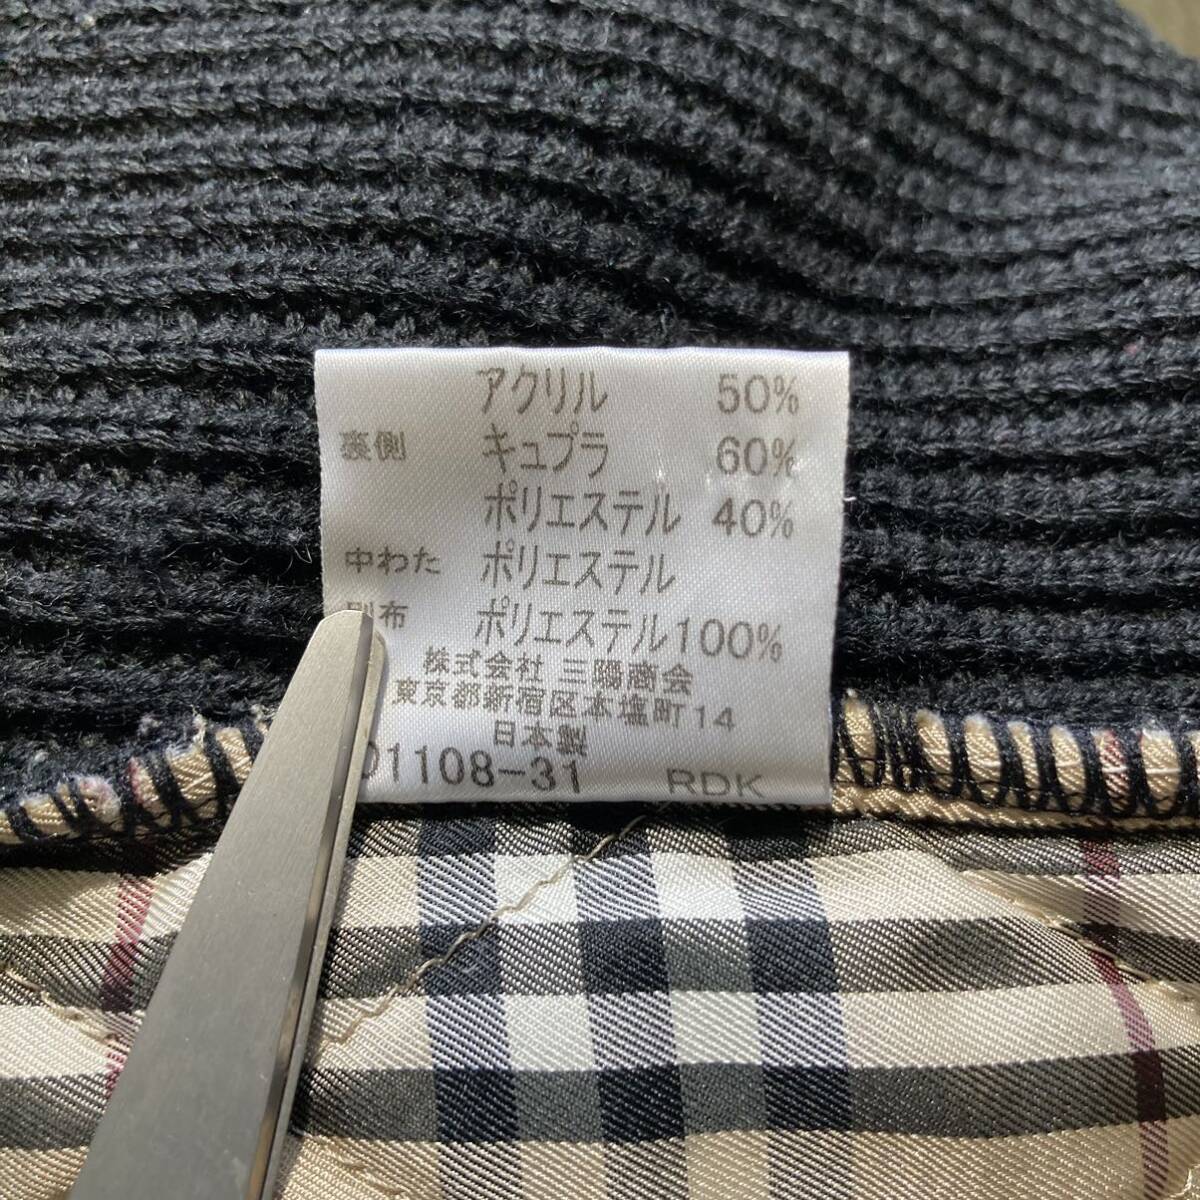 アクリル 50%
裏側 キュプラ 60%
ポリエステル 40%
中わた ポリエステル
別布 ポリエステル100%
株式会社 三陽商会
東京都新宿区本塩町14
日本製
01108-31 RDK